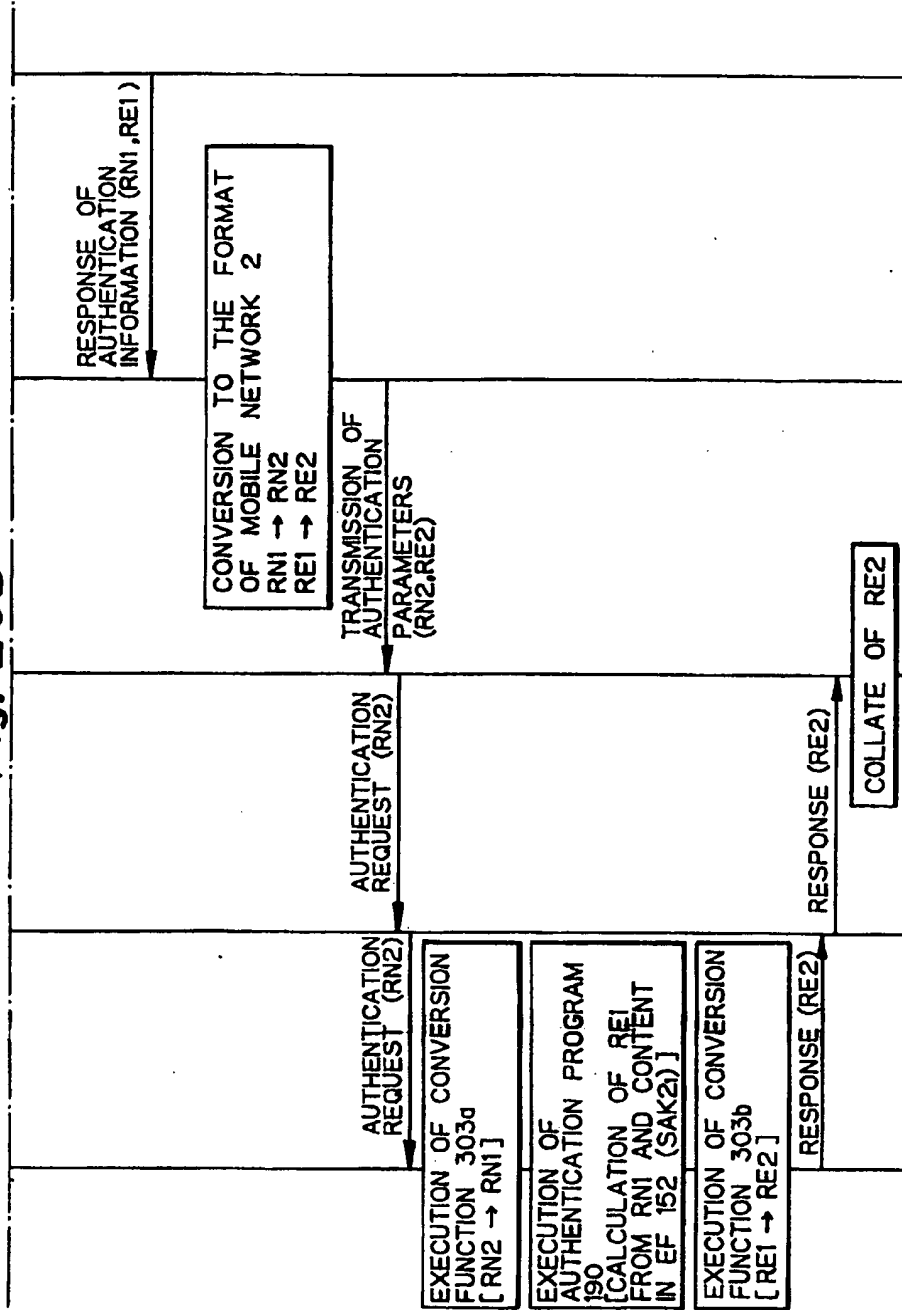 RESPONSE OF
AUTHENTICATION
INFORMATION (RN1,RE1)
CONVERSION TO THE FORMAT
OF MOBILE NETWORK 2
RN1 → RN2
RE1 → RE2
TRANSMISSION OF
AUTHENTICATION
PARAMETERS
(RN2,RE2)
AUTHENTICATION
REQUEST (RN2)
AUTHENTICATION
REQUEST (RN2)
EXECUTION OF CONVERSION
FUNCTION 303a
[RN2 → RN1]
EXECUTION OF
AUTHENTICATION PROGRAM
190
[CALCULATION OF RE1
FROM RN1 AND CONTENT
IN EF 152 (SAK2i)]
EXECUTION OF CONVERSION
FUNCTION 303b
[RE1 → RE2]
RESPONSE (RE2)
RESPONSE (RE2)
COLLATE OF RE2